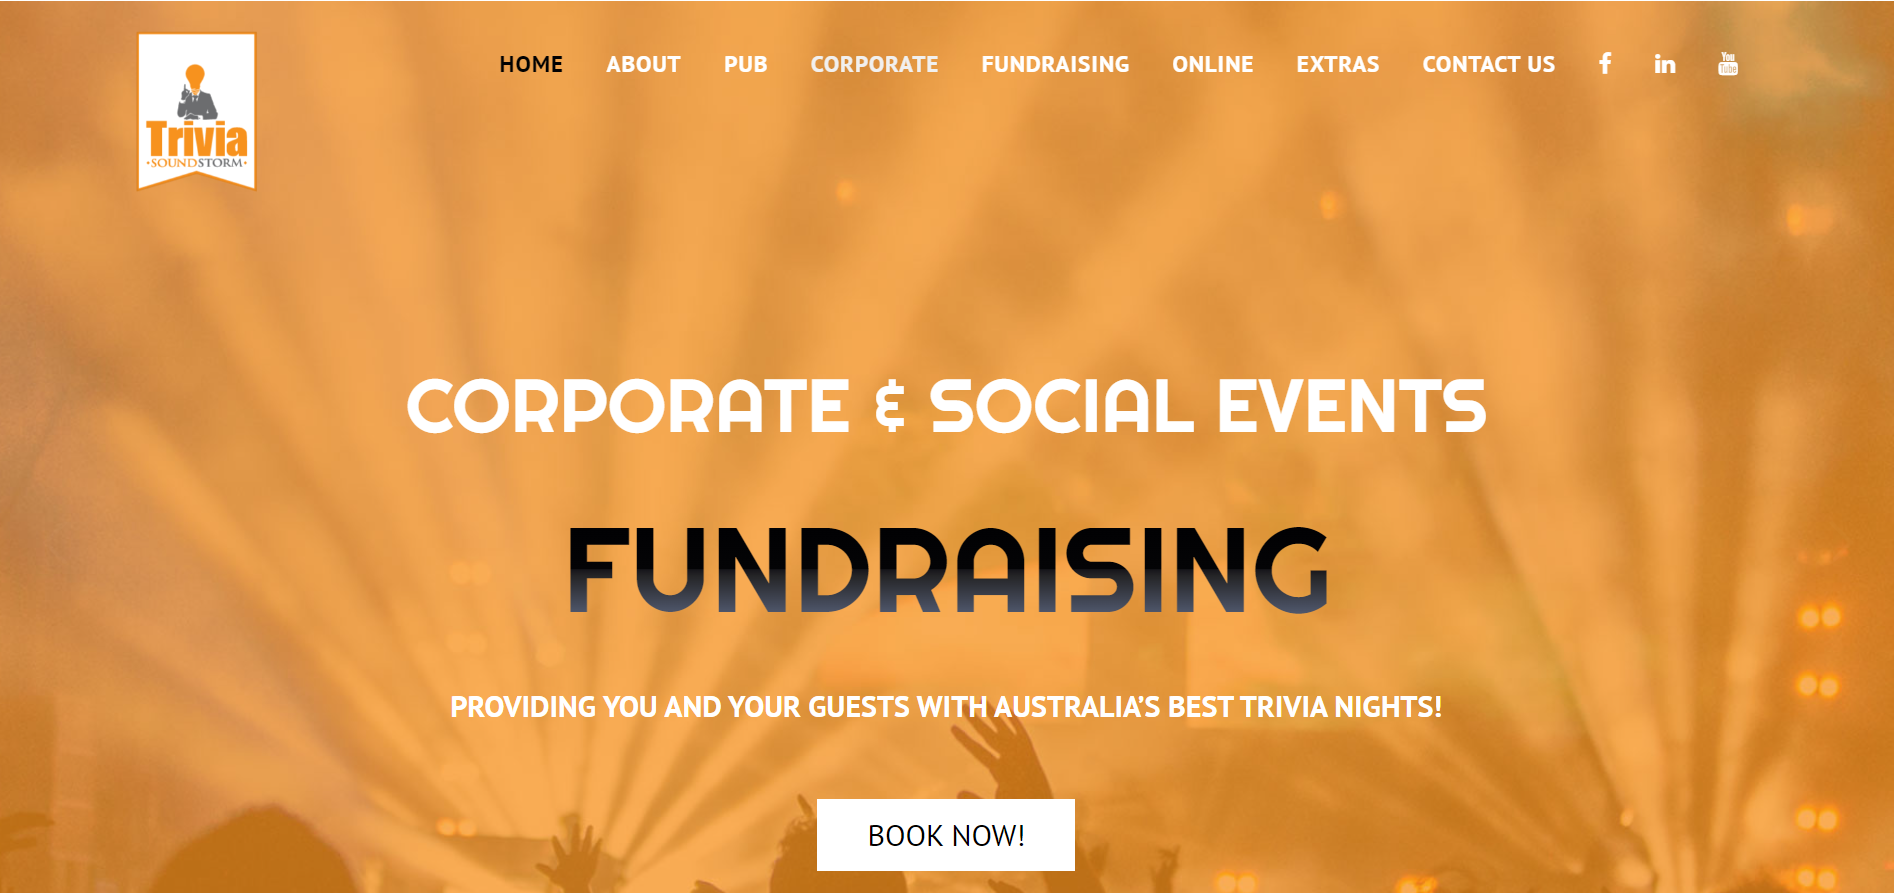 Trivia
•SOUNDSTORM•
HOME ABOUT PUB CORPORATE FUNDRAISING ONLINE EXTRAS CONTACT US f in You Tube
CORPORATE & SOCIAL EVENTS
FUNDRAISING
PROVIDING YOU AND YOUR GUESTS WITH AUSTRALIA’S BEST TRIVIA NIGHTS!
BOOK NOW!